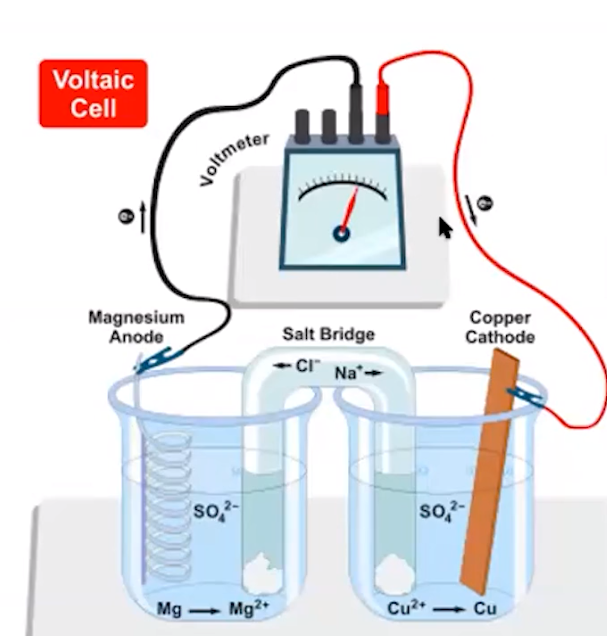 Voltaic
Cell
Voltmeter
e⁻
e⁻
Magnesium
Anode
Copper
Cathode
Salt Bridge
Cl⁻
Na⁺
SO₄²⁻
SO₄²⁻
Mg → Mg²⁺
Cu²⁺ → Cu